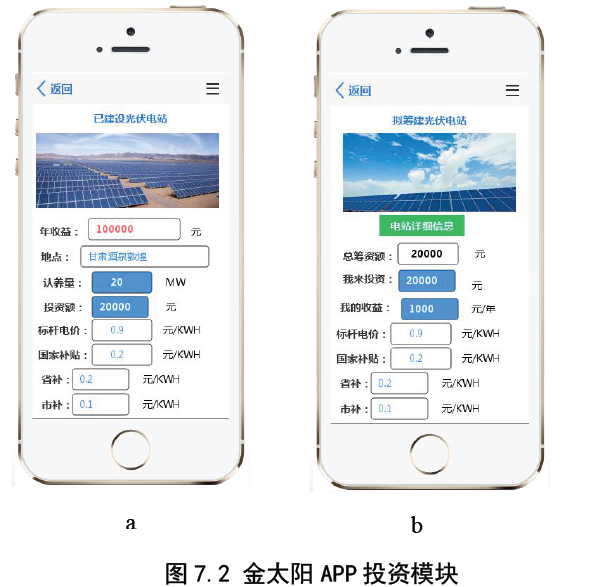 返回
已建设光伏电站
年收益： 100000 元
地点： 甘肃酒泉敦煌
认养量： 20 MW
投资额： 20000 元
标杆电价： 0.9 元/KWH
国家补贴： 0.2 元/KWH
省补： 0.2 元/KWH
市补： 0.1 元/KWH
a
返回
拟筹建光伏电站
电站详细信息
总筹资额： 20000 元
我来投资： 20000 元
我的收益： 1000 元/年
标杆电价： 0.9 元/KWH
国家补贴： 0.2 元/KWH
省补： 0.2 元/KWH
市补： 0.1 元/KWH
b
图 7.2 金太阳 APP 投资模块